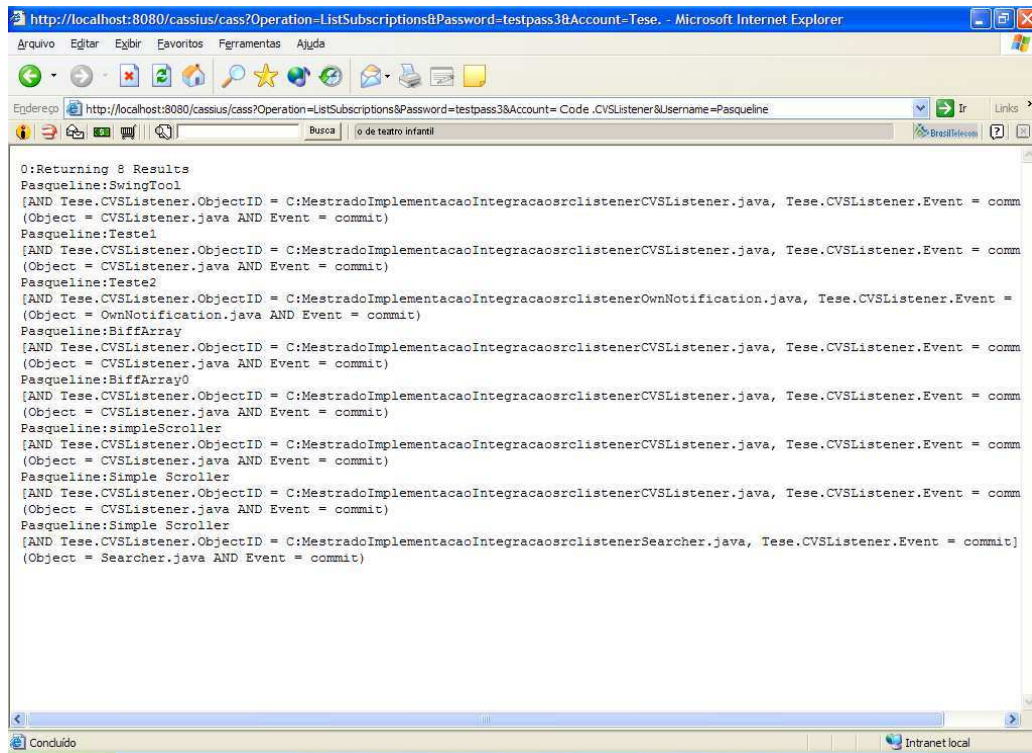 http://localhost:8080/cassius/cass?Operation=ListSubscriptions&Password=testpass3&Account=Tese. - Microsoft Internet Explorer
Arquivo Editar Exibir Favoritos Ferramentas Ajuda
Endereço http://localhost:8080/cassius/cass?Operation=ListSubscriptions&Password=testpass3&Account= Code .CVSListener&Username=Pasqueline Ir Links
Busca o de teatro infantil BrasilTelecom
0:Returning 8 Results
Pasqueline:SwingTool
[AND Tese.CVSListener.ObjectID = C:MestradoImplementacaoIntegracaosrclistenerCVSListener.java, Tese.CVSListener.Event = comm
(Object = CVSListener.java AND Event = commit)
Pasqueline:Teste1
[AND Tese.CVSListener.ObjectID = C:MestradoImplementacaoIntegracaosrclistenerCVSListener.java, Tese.CVSListener.Event = comm
(Object = CVSListener.java AND Event = commit)
Pasqueline:Teste2
[AND Tese.CVSListener.ObjectID = C:MestradoImplementacaoIntegracaosrclistenerOwnNotification.java, Tese.CVSListener.Event =
(Object = OwnNotification.java AND Event = commit)
Pasqueline:BiffArray
[AND Tese.CVSListener.ObjectID = C:MestradoImplementacaoIntegracaosrclistenerCVSListener.java, Tese.CVSListener.Event = comm
(Object = CVSListener.java AND Event = commit)
Pasqueline:BiffArray0
[AND Tese.CVSListener.ObjectID = C:MestradoImplementacaoIntegracaosrclistenerCVSListener.java, Tese.CVSListener.Event = comm
(Object = CVSListener.java AND Event = commit)
Pasqueline:simpleScroller
[AND Tese.CVSListener.ObjectID = C:MestradoImplementacaoIntegracaosrclistenerCVSListener.java, Tese.CVSListener.Event = comm
(Object = CVSListener.java AND Event = commit)
Pasqueline:Simple Scroller
[AND Tese.CVSListener.ObjectID = C:MestradoImplementacaoIntegracaosrclistenerCVSListener.java, Tese.CVSListener.Event = comm
(Object = CVSListener.java AND Event = commit)
Pasqueline:Simple Scroller
[AND Tese.CVSListener.ObjectID = C:MestradoImplementacaoIntegracaosrclistenerSearcher.java, Tese.CVSListener.Event = commit]
(Object = Searcher.java AND Event = commit)
Concluído Intranet local